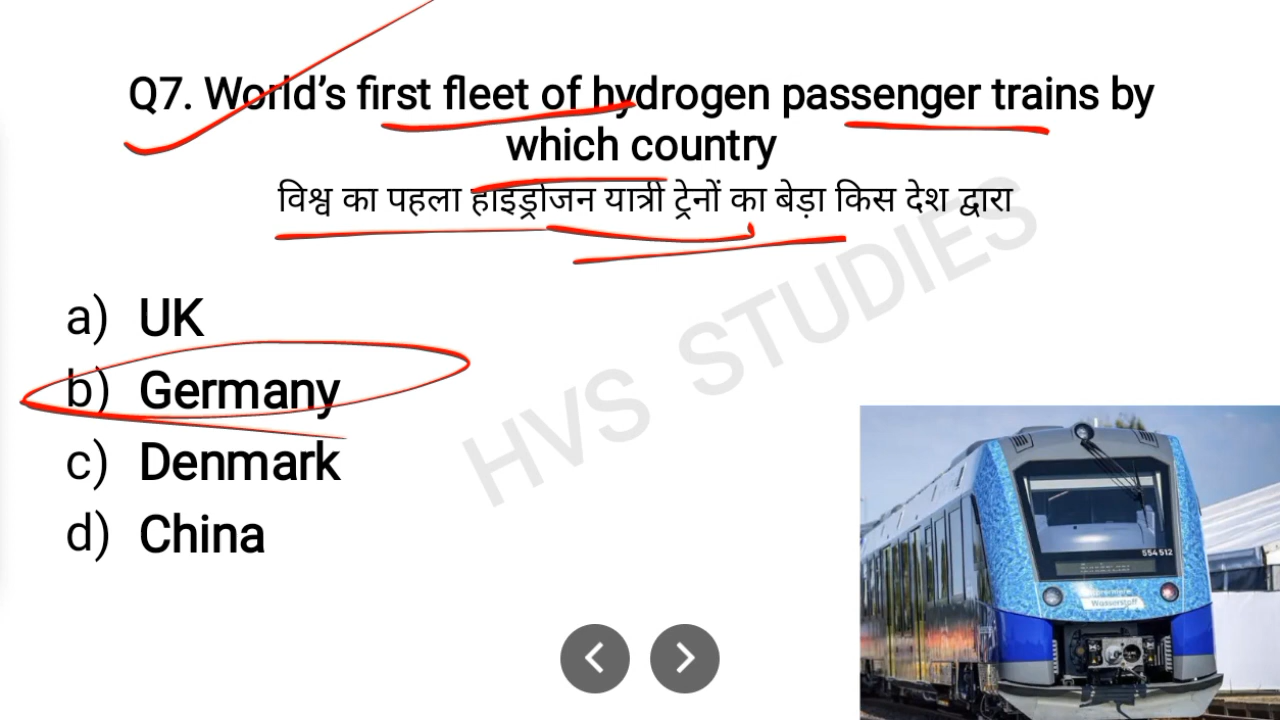 Q7. World's first fleet of hydrogen passenger trains by
which country
विश्व का पहला हाइड्रोजन यात्री ट्रेनों का बेड़ा किस देश द्वारा
a) UK
b) Germany
c) Denmark
d) China
HVS STUDIES
554 512
Wasserstoff